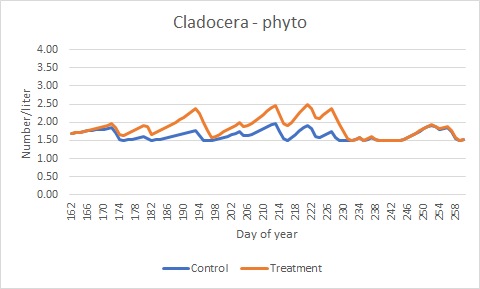 Cladocera - phyto
4.00
3.50
3.00
2.50
2.00
1.50
1.00
0.50
0.00
Number/liter
162 166 170 174 178 182 186 190 194 198 202 206 210 214 218 222 226 230 234 238 242 246 250 254 258
Day of year
Control Treatment